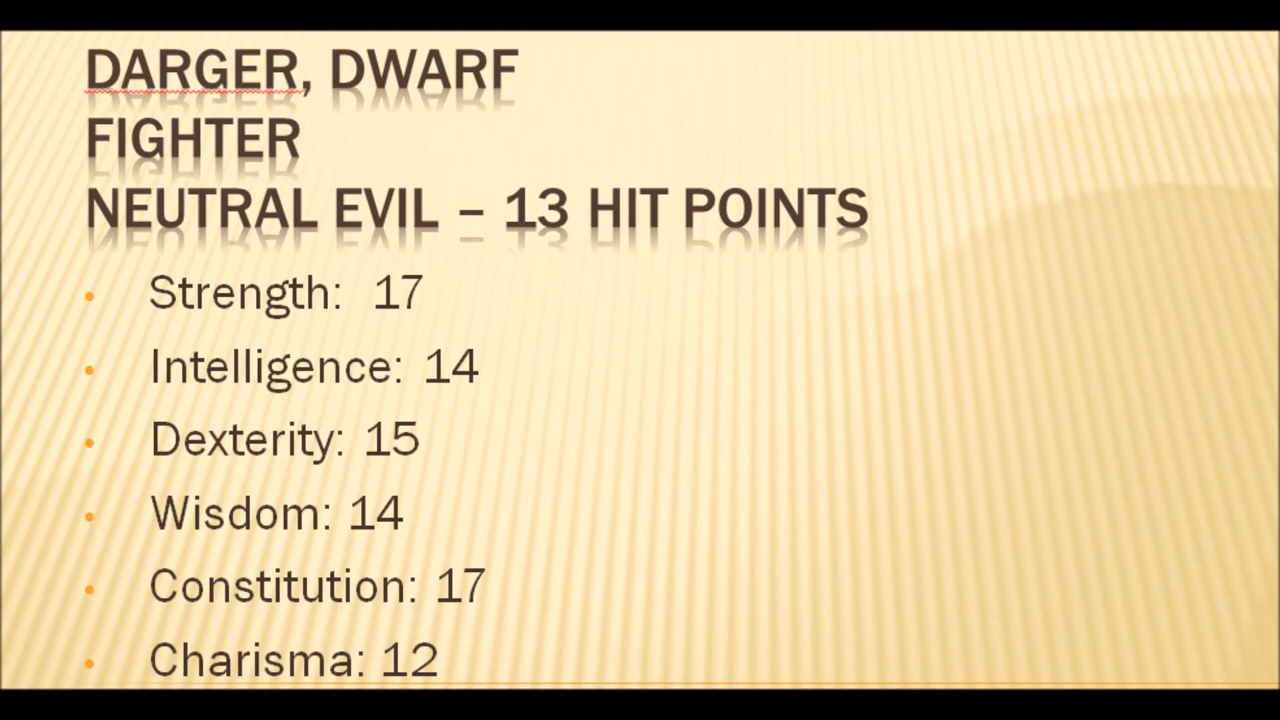 DARGER, DWARF
FIGHTER
NEUTRAL EVIL – 13 HIT POINTS
• Strength: 17
• Intelligence: 14
• Dexterity: 15
• Wisdom: 14
• Constitution: 17
• Charisma: 12